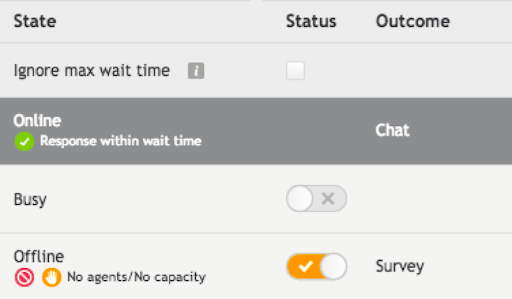 State Status Outcome
Ignore max wait time i
Online
Response within wait time Chat
Busy
Offline
No agents/No capacity Survey